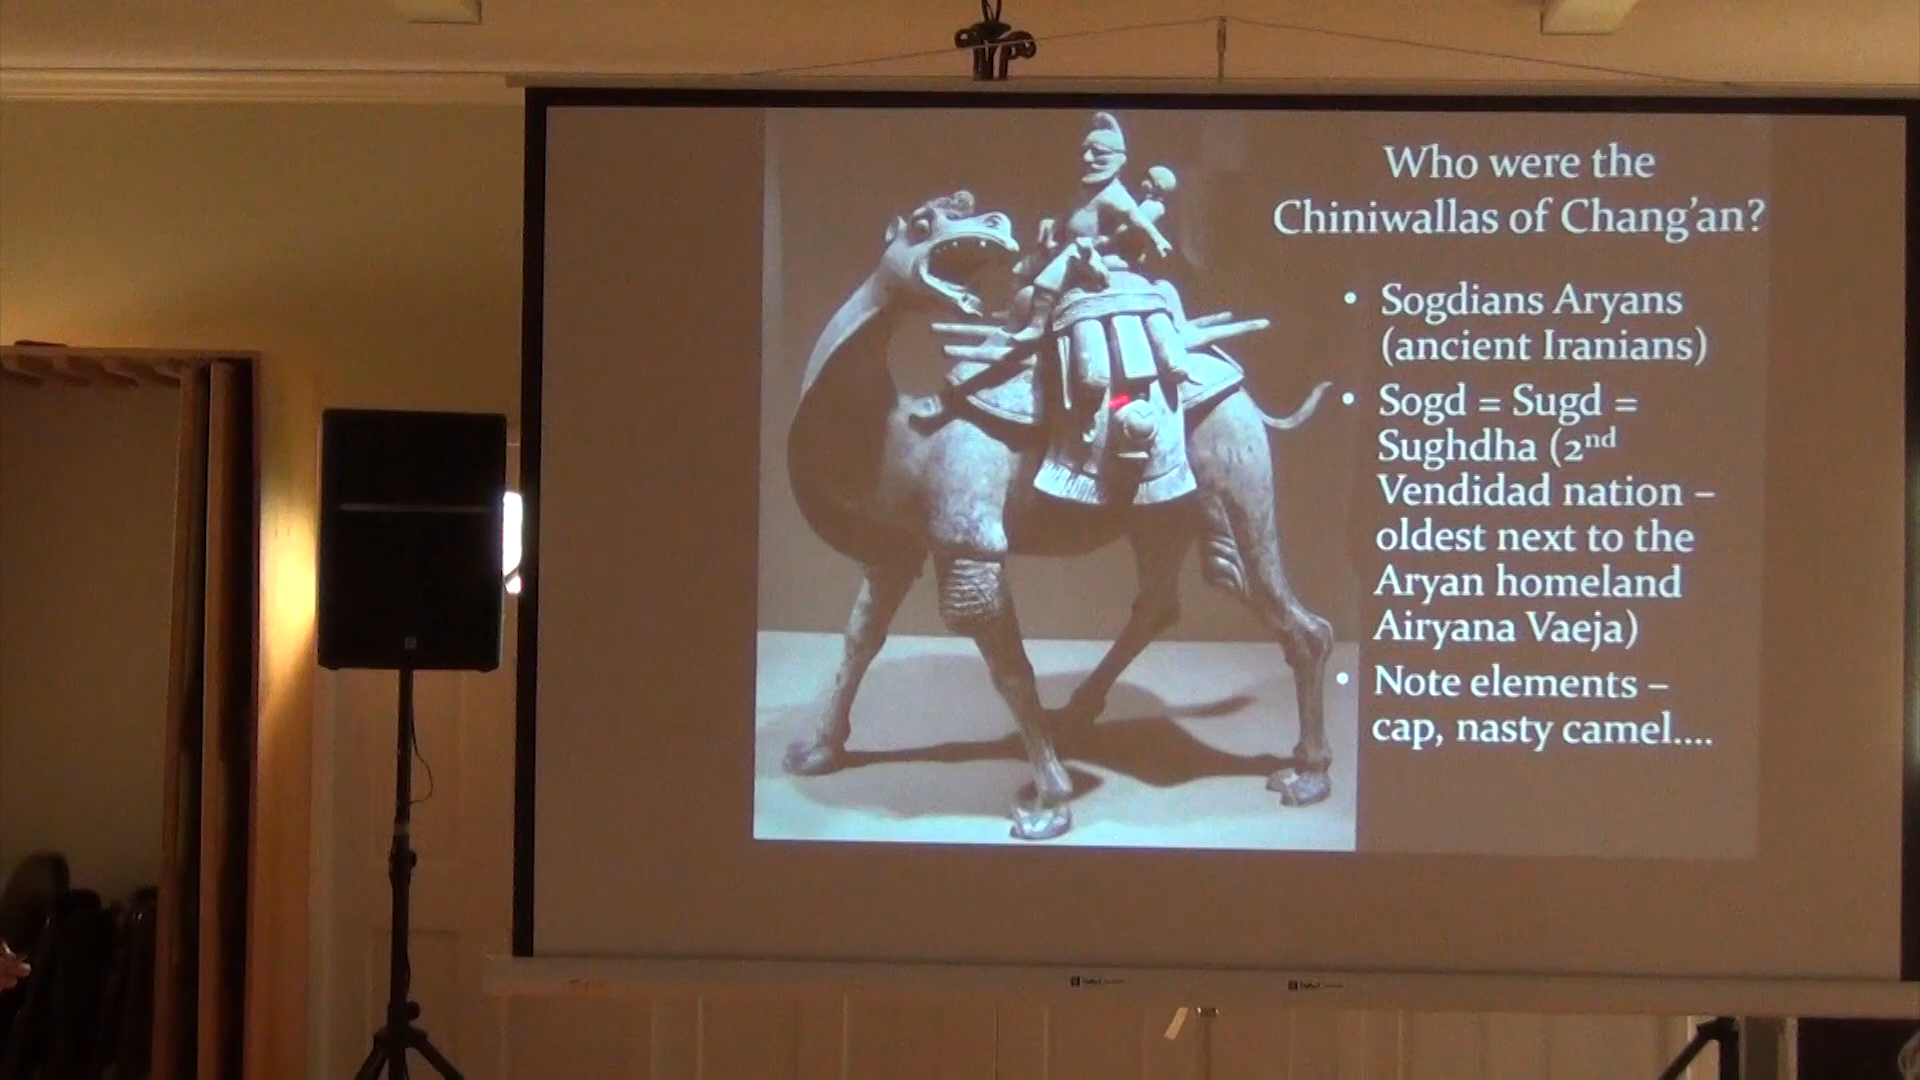 Who were the
Chiniwallas of Chang'an?
• Sogdians Aryans
(ancient Iranians)
• Sogd = Sugd =
Sughdha (2nd
Vendidad nation –
oldest next to the
Aryan homeland
Airyana Vaeja)
• Note elements –
cap, nasty camel....